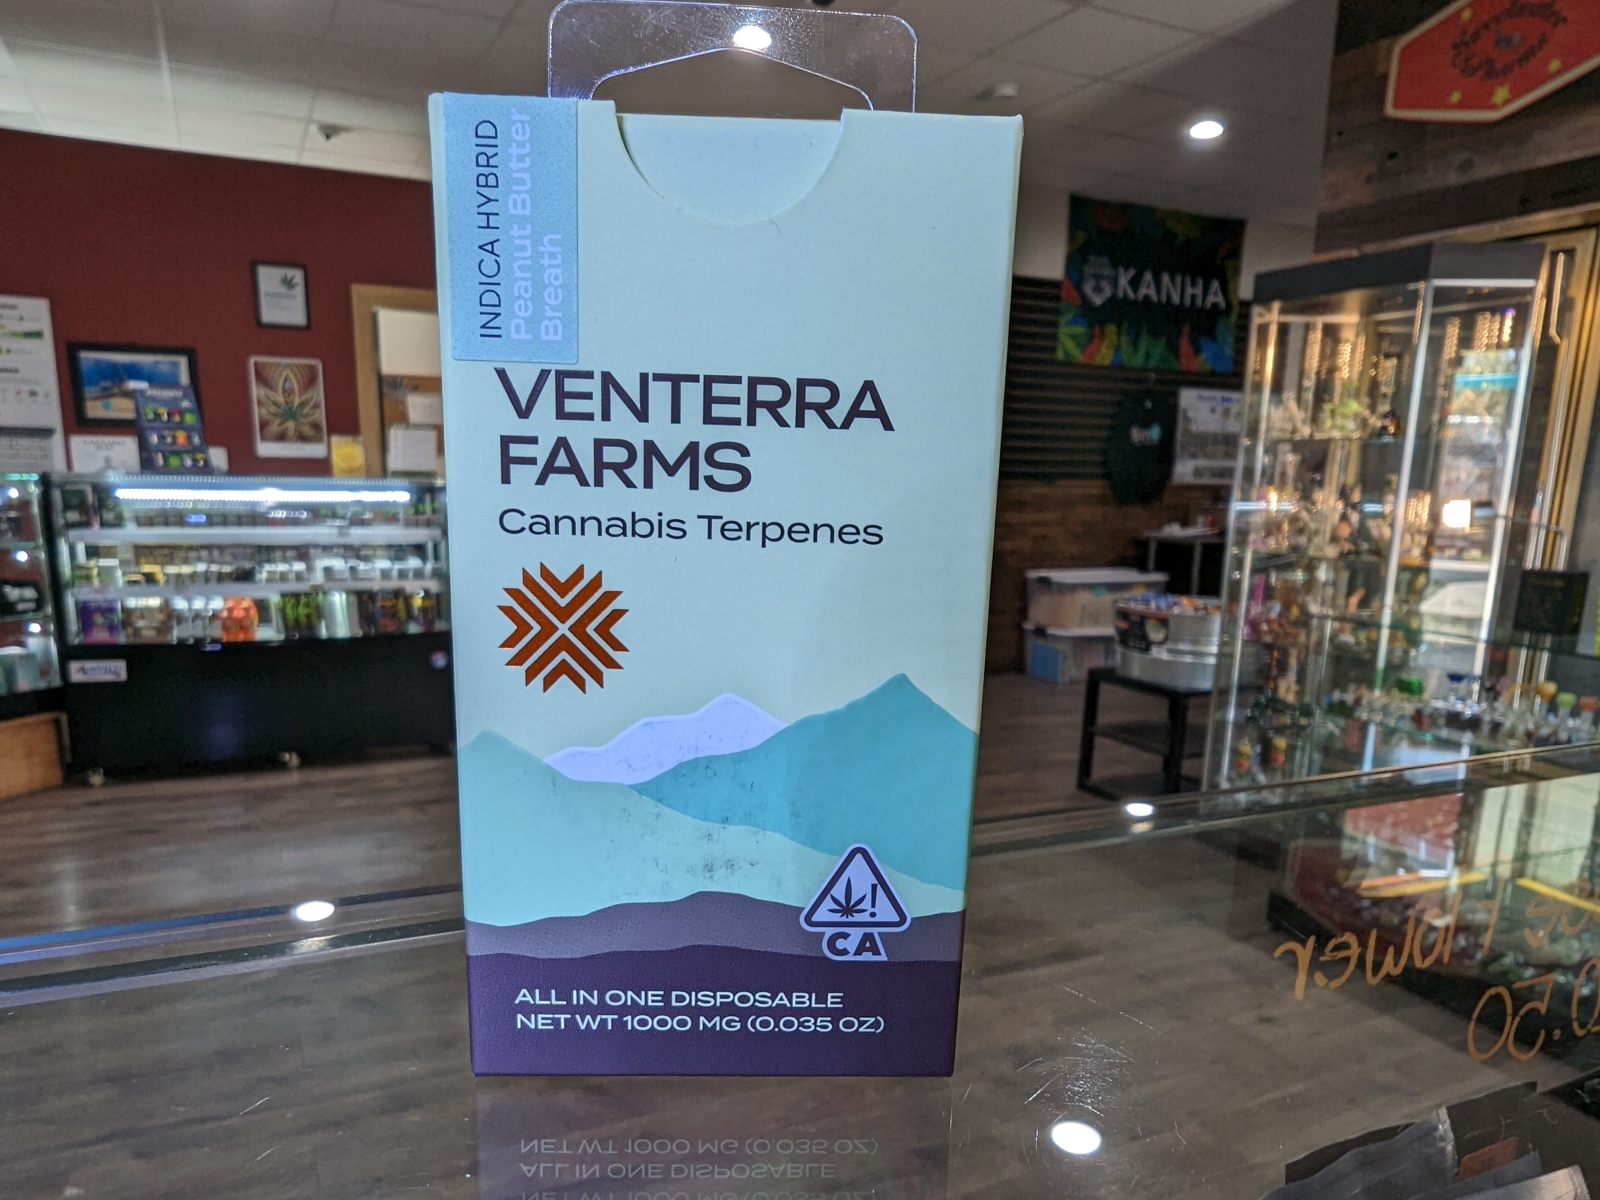 INDICA HYBRID
Peanut Butter
Breath
VENTERRA
FARMS
Cannabis Terpenes
CA
ALL IN ONE DISPOSABLE
NET WT 1000 MG (0.035 OZ)
KANHA